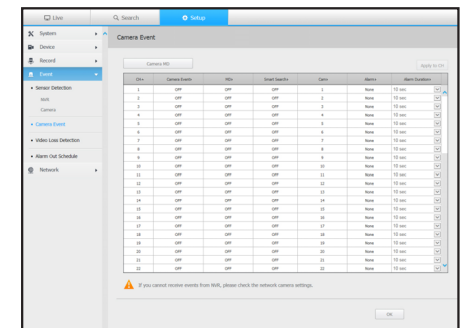 Live
Search
Setup
System
Device
Record
Event
Sensor Detection
NVR
Camera
Camera Event
Video Loss Detection
Alarm Out Schedule
Network
Camera Event
Camera MD
Apply to CH
CH Camera Event MD Smart Search Cam Alarm Alarm Duration
1 OFF OFF OFF 1 None 10 sec
2 OFF OFF OFF 2 None 10 sec
3 OFF OFF OFF 3 None 10 sec
4 OFF OFF OFF 4 None 10 sec
5 OFF OFF OFF 5 None 10 sec
6 OFF OFF OFF 6 None 10 sec
7 OFF OFF OFF 7 None 10 sec
8 OFF OFF OFF 8 None 10 sec
9 OFF OFF OFF 9 None 10 sec
10 OFF OFF OFF 10 None 10 sec
11 OFF OFF OFF 11 None 10 sec
12 OFF OFF OFF 12 None 10 sec
13 OFF OFF OFF 13 None 10 sec
14 OFF OFF OFF 14 None 10 sec
15 OFF OFF OFF 15 None 10 sec
16 OFF OFF OFF 16 None 10 sec
17 OFF OFF OFF 17 None 10 sec
18 OFF OFF OFF 18 None 10 sec
19 OFF OFF OFF 19 None 10 sec
20 OFF OFF OFF 20 None 10 sec
21 OFF OFF OFF 21 None 10 sec
22 OFF OFF OFF 22 None 10 sec
If you cannot receive events from NVR, please check the network camera settings.
OK